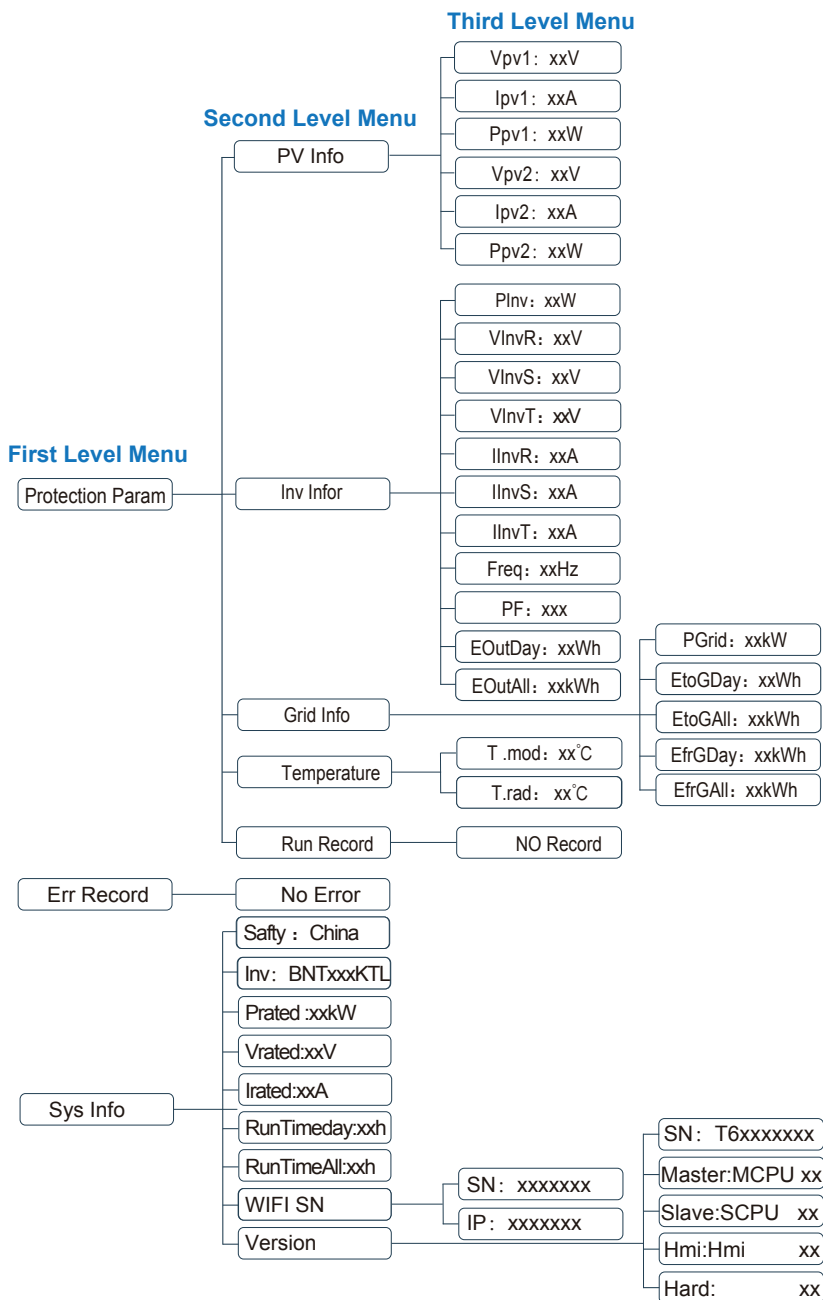 Third Level Menu
Vpv1: xxV
Ipv1: xxA
Second Level Menu
Ppv1: xxW
PV Info
Vpv2: xxV
Ipv2: xxA
Ppv2: xxW
PInv: xxW
VInvR: xxV
VInvS: xxV
VInvT: xxV
First Level Menu
IInvR: xxA
Protection Param
Inv Infor
IInvS: xxA
IInvT: xxA
Freq: xxHz
PF: xxx
EOutDay: xxWh
EOutAll: xxkWh
Grid Info
PGrid: xxkW
EtoGDay: xxWh
EtoGAll: xxkWh
EfrGDay: xxkWh
EfrGAll: xxkWh
Temperature
T .mod: xx°C
T.rad: xx°C
Run Record
NO Record
Err Record
No Error
Safty : China
Inv: BNTxxxKTL
Prated :xxkW
Vrated:xxV
Irated:xxA
Sys Info
RunTimeday:xxh
RunTimeAll:xxh
WIFI SN
SN: xxxxxxx
IP: xxxxxxx
Version
SN: T6xxxxxxx
Master:MCPU xx
Slave:SCPU xx
Hmi:Hmi xx
Hard: xx